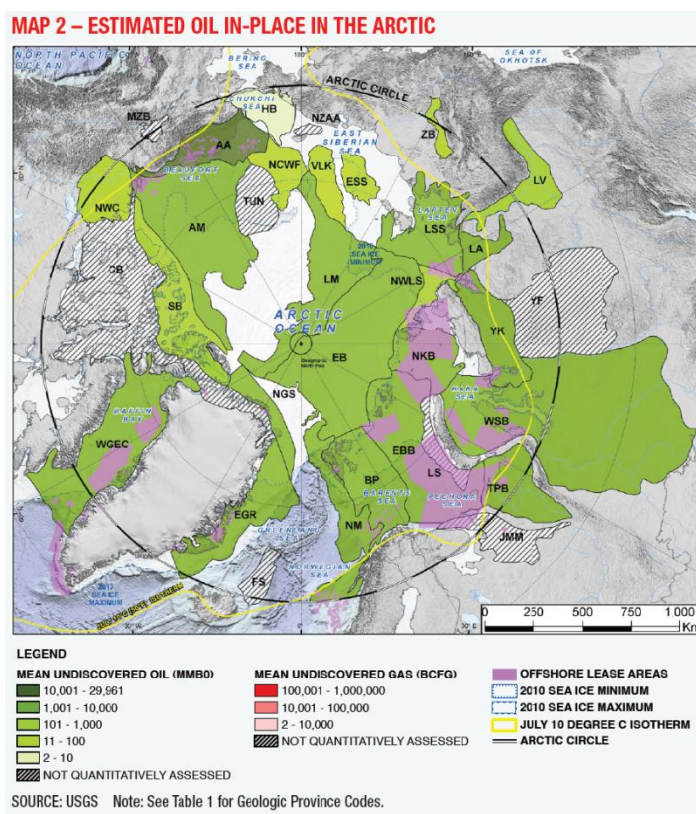 MAP 2 – ESTIMATED OIL IN-PLACE IN THE ARCTIC
NORTH PACIFIC
OCEAN
BERING
SEA
SEA OF
OKHOTSK
ARCTIC CIRCLE
CHUKCHI
SEA
HB
MZB
NZAA
EAST
SIBERIAN
SEA
ZB
AA
BEAUFORT
SEA
NCWF
VLK
ESS
LV
NWC
TUN
LAPTEV
SEA
AM
LSS
2010
SEA ICE
MINIMUM
LA
LM
NWLS
SB
YF
ARCTIC
OCEAN
YK
EB
NKB
NGS
KARA
SEA
BAFFIN
BAY
WSB
WGEC
EBB
LS
BP
TPB
BARENTS
SEA
PECHORA
SEA
EGR
NM
GREENLAND
SEA
JMM
NORWEGIAN
SEA
FS
SEA ICE
MAXIMUM
0 250 500 750 1 000
Km
LEGEND
MEAN UNDISCOVERED OIL (MMB0)
10,001 - 29,961
1,001 - 10,000
101 - 1,000
11 - 100
2 - 10
NOT QUANTITATIVELY ASSESSED
MEAN UNDISCOVERED GAS (BCFG)
100,001 - 1,000,000
10,001 - 100,000
2 - 10,000
NOT QUANTITATIVELY ASSESSED
OFFSHORE LEASE AREAS
2010 SEA ICE MINIMUM
2010 SEA ICE MAXIMUM
JULY 10 DEGREE C ISOTHERM
ARCTIC CIRCLE
SOURCE: USGS Note: See Table 1 for Geologic Province Codes.